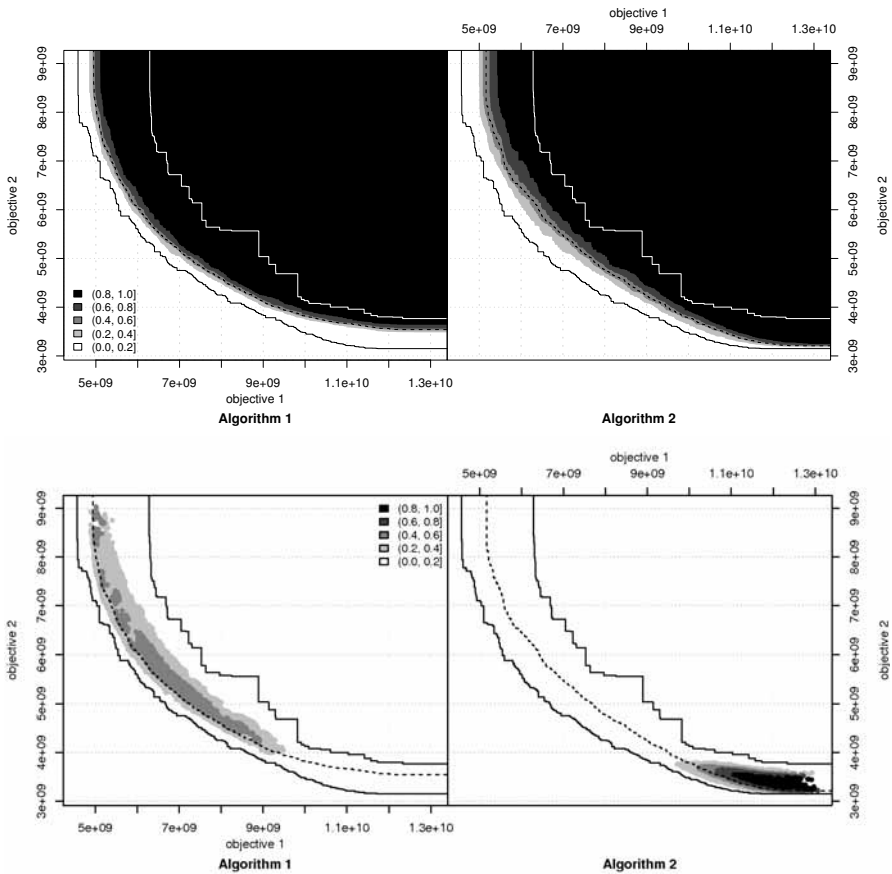 objective 1
5e+09 7e+09 9e+09 1.1e+10 1.3e+10
objective 2
9e+09
8e+09
7e+09
6e+09
5e+09
4e+09
3e+09
(0.8, 1.0]
(0.6, 0.8]
(0.4, 0.6]
(0.2, 0.4]
(0.0, 0.2]
objective 2
9e+09
8e+09
7e+09
6e+09
5e+09
4e+09
3e+09
5e+09 7e+09 9e+09 1.1e+10 1.3e+10
objective 1
Algorithm 1
Algorithm 2
objective 1
5e+09 7e+09 9e+09 1.1e+10 1.3e+10
objective 2
9e+09
8e+09
7e+09
6e+09
5e+09
4e+09
3e+09
(0.8, 1.0]
(0.6, 0.8]
(0.4, 0.6]
(0.2, 0.4]
(0.0, 0.2]
objective 2
9e+09
8e+09
7e+09
6e+09
5e+09
4e+09
3e+09
5e+09 7e+09 9e+09 1.1e+10 1.3e+10
objective 1
Algorithm 1
Algorithm 2